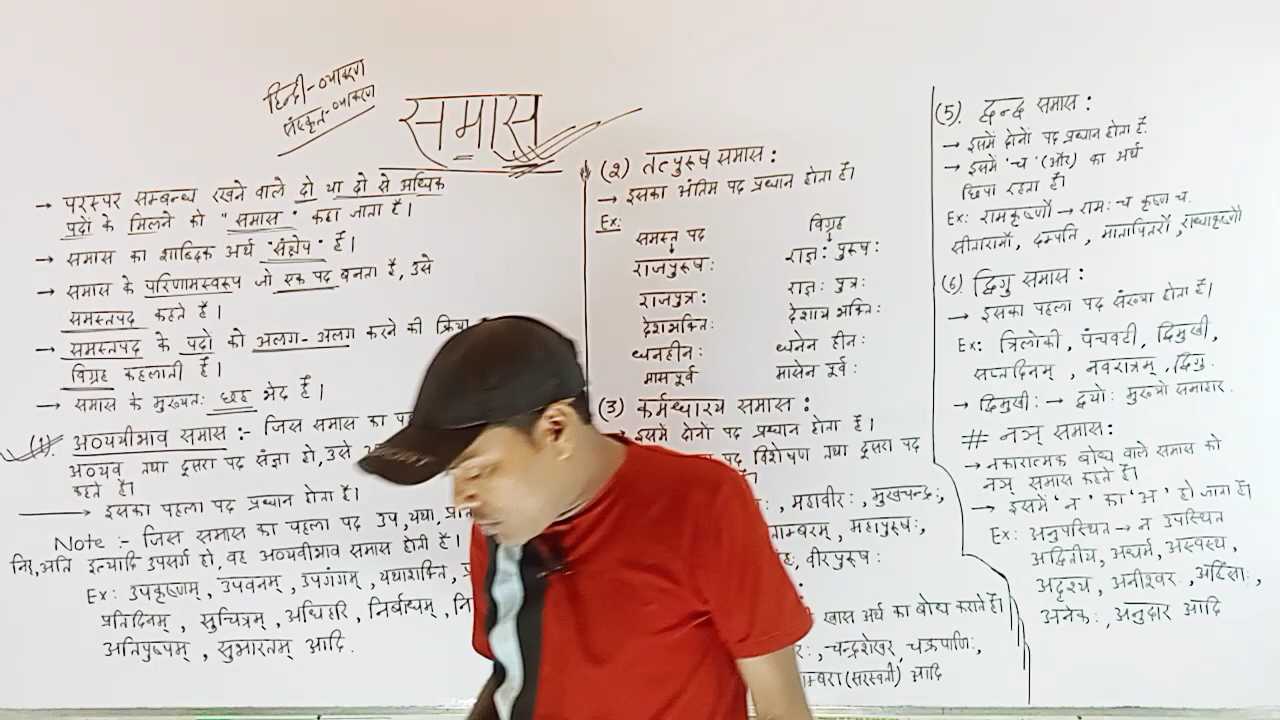 हिन्दी-व्याकरण
संस्कृत-व्याकरण
समास
→ परस्पर सम्बन्ध रखने वाले दो या दो से अधिक
पदों के मिलने को "समास" कहा जाता है।
→ समास का शाब्दिक अर्थ "संक्षेप" है।
→ समास के परिणामस्वरूप जो एक पद बनता है, उसे
समस्तपद कहते हैं।
→ समस्तपद के पदों को अलग-अलग करने की क्रिया
विग्रह कहलाती है।
→ समास के मुख्यतः छह भेद हैं।
(1) अव्ययीभाव समास :- जिस समास का
अव्यय तथा दूसरा पद संज्ञा हो, उसे
कहते हैं।
→ इसका पहला पद प्रधान होता है।
Note :- जिस समास का पहला पद उप, यथा,
निर, अति इत्यादि उपसर्ग हो, वह अव्ययीभाव समास होती है।
Ex: उपकृष्णम्, उपवनम्, उपगंगम्, यथाशक्ति,
प्रतिदिनम्, सुचित्रम्, अधिहरि, निर्बाधम्,
अतिपुष्पम्, सुभारतम् आदि.
(२) तत्पुरूष समास :
→ इसका अंतिम पद प्रधान होता है।
Ex:
समस्त पद विग्रह
राजपुरूषः राज्ञः पुरूषः
राजपुत्रः राज्ञः पुत्रः
देशभक्तिः देशाय भक्तिः
धनहीनः धनेन हीनः
मासपूर्व मासेन पूर्वः
(3) कर्मधारय समास :
→ इसमें दोनों पद प्रधान होता है।
पद विशेषण तथा दूसरा पद
है।
, महावीरः, मुखचन्द्रः,
म्बरम्, महापुरूषः,
वीरपुरूषः
खास अर्थ का बोध कराते हैं।
, चन्द्रशेखर, चक्रपाणिः,
(सरस्वती) आदि
(5). द्वन्द्व समास :
→ इसमें दोनों पद प्रधान होता है.
→ इसमें 'च' (और) का अर्थ
छिपा रहता है।
Ex: रामकृष्णौ → रामः च कृष्ण च.
सीतारामौ, दम्पति, मातापितरौ, राधाकृष्णौ
(6). द्विगु समास :
→ इसका पहला पद संख्या होता है।
Ex: त्रिलोकी, पंचवटी, द्विमुखी,
सप्तदिनम्, नवरात्रम्, द्विगु.
→ द्विमुखी: → द्वयोः मुखयो समाहार.
# नञ् समास:
→ नकारात्मक बोध वाले समास को
नञ् समास कहते हैं।
→ इसमें 'न' का 'अ' हो जाता है।
Ex: अनुपस्थित → न उपस्थित
अद्वितीय, अधर्म, अस्वस्थ,
अदृश्य, अनीश्वरः, अहिंसाः,
अनेकः, अनुदार आदि